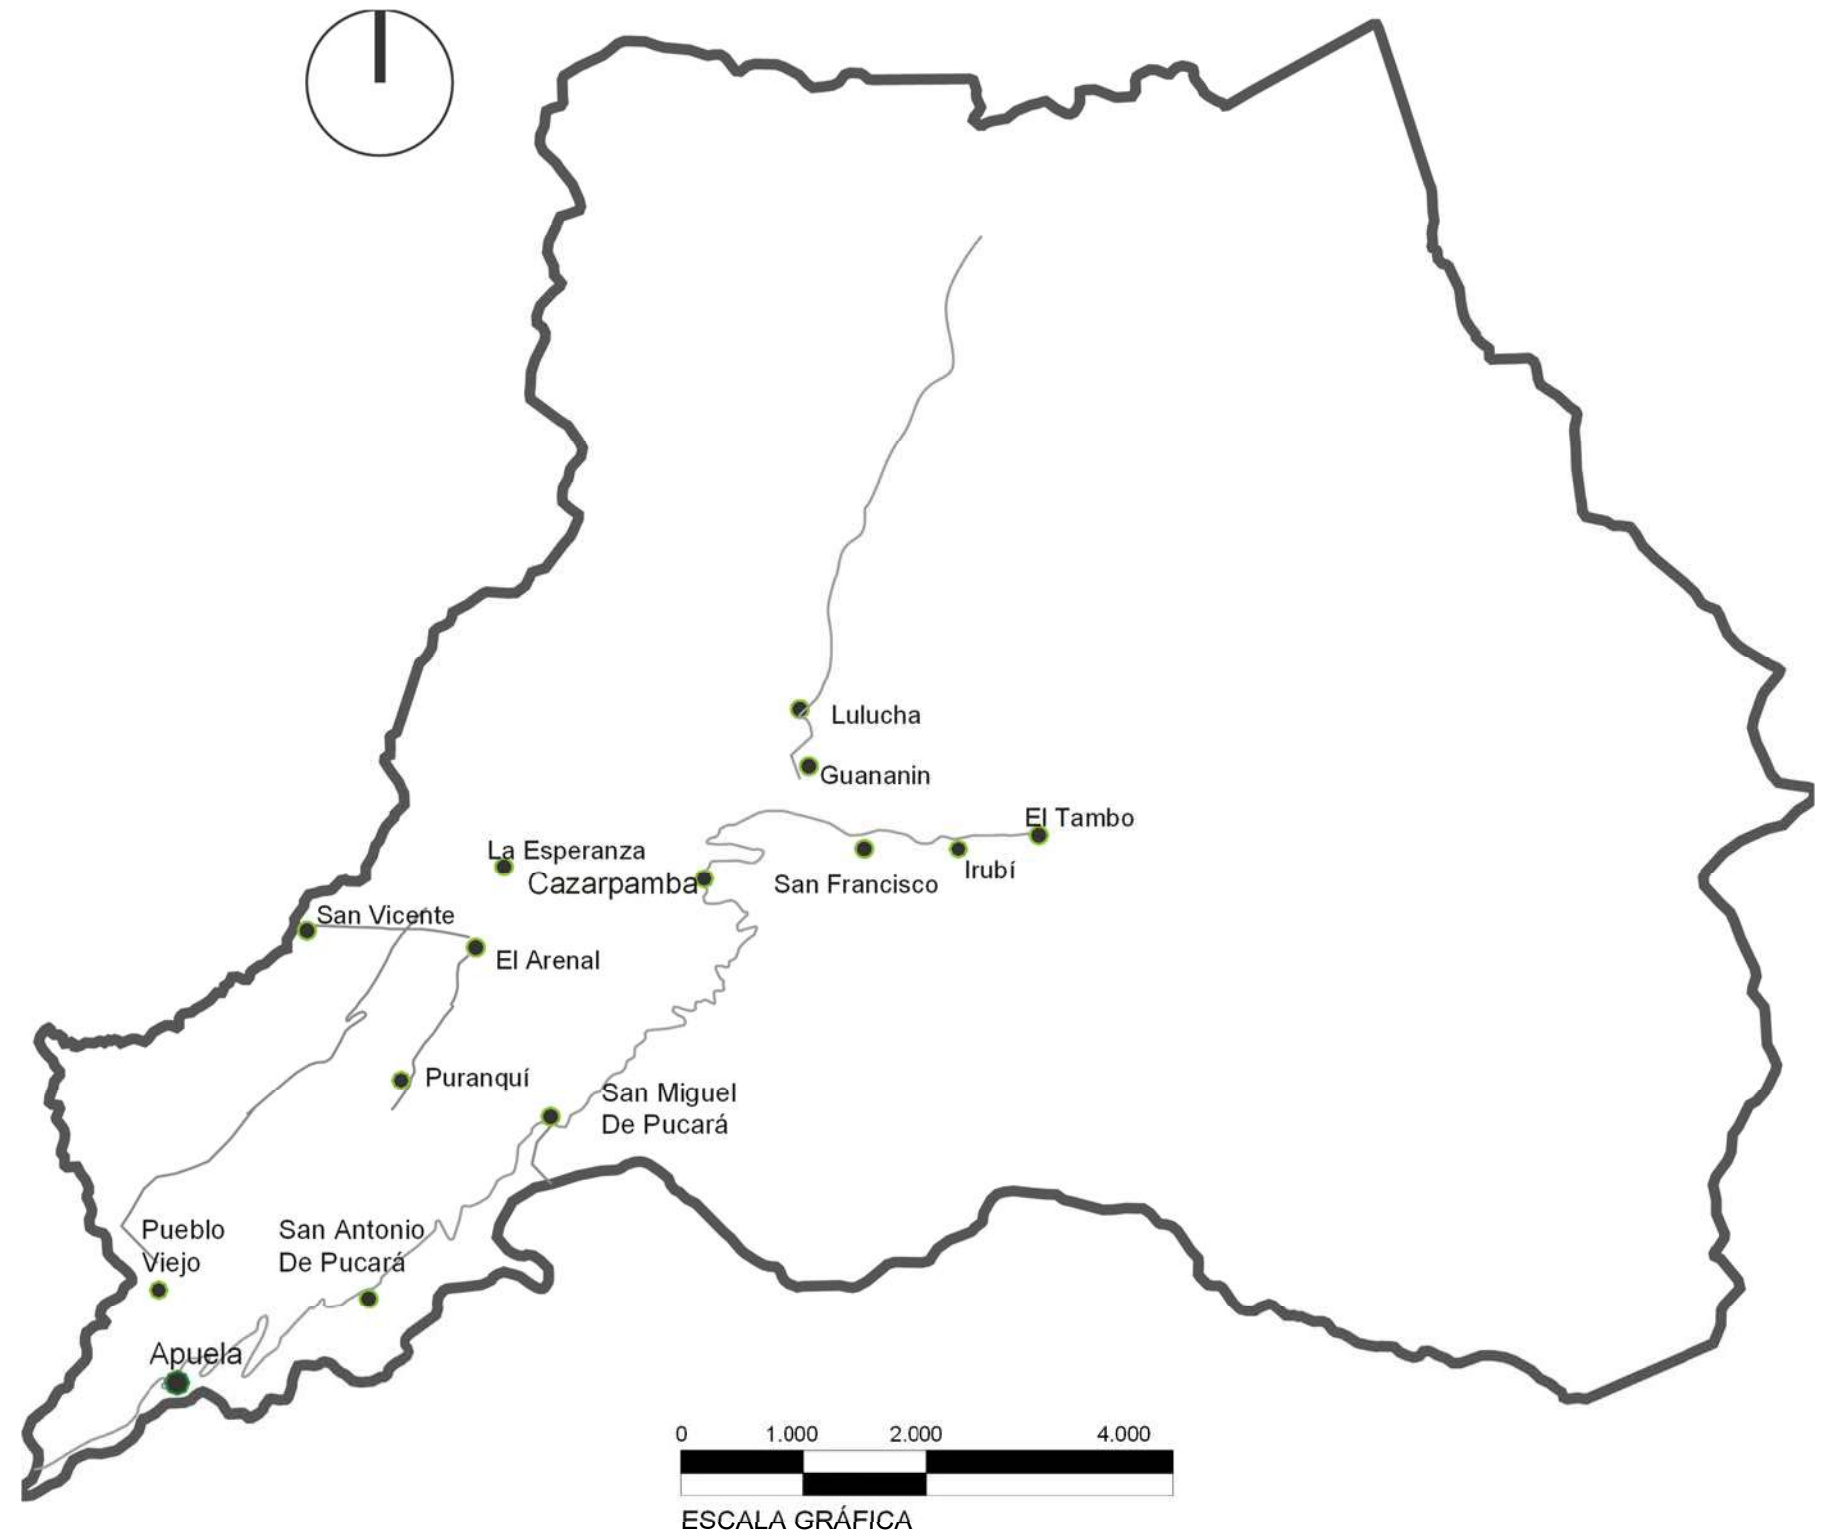 Lulucha
Guananin
El Tambo
La Esperanza
Cazarpamba
San Francisco
Irubí
San Vicente
El Arenal
Puranquí
San Miguel
De Pucará
Pueblo
Viejo
San Antonio
De Pucará
Apuela
0 1.000 2.000 4.000
ESCALA GRÁFICA